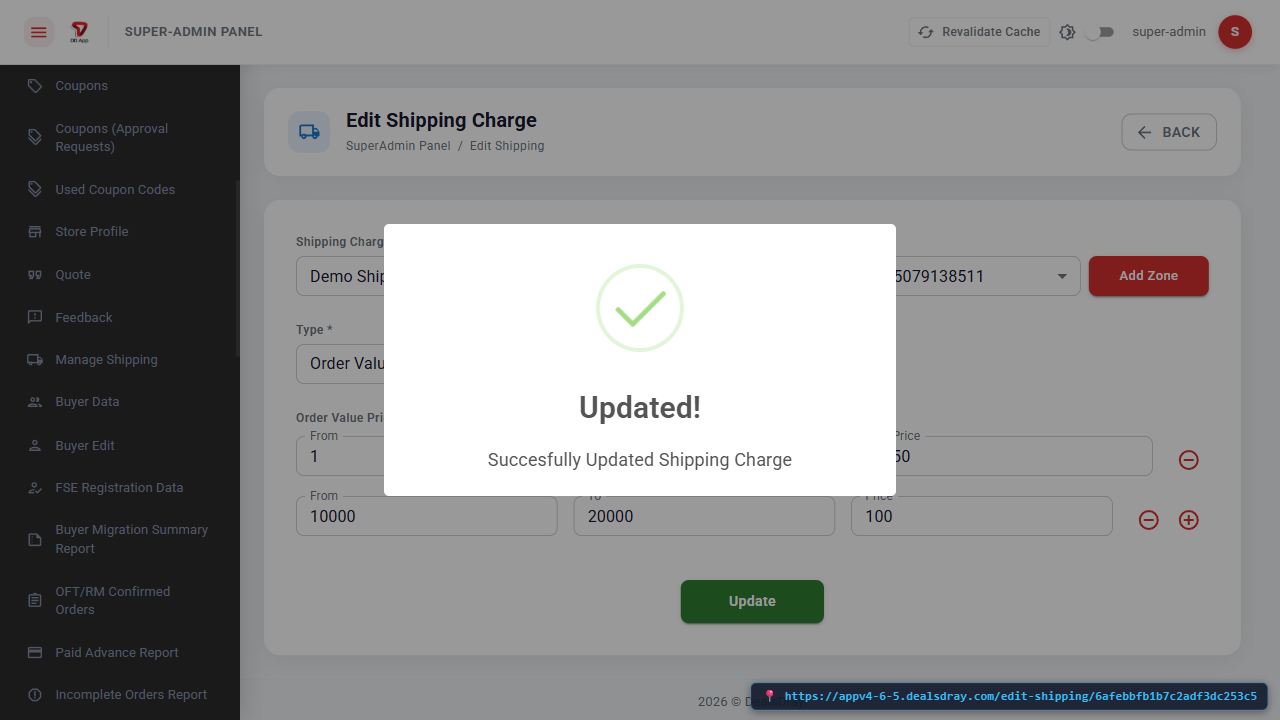 SUPER-ADMIN PANEL
Revalidate Cache
super-admin
S
DD App
Coupons
Coupons (Approval
Requests)
Used Coupon Codes
Store Profile
Quote
Feedback
Manage Shipping
Buyer Data
Buyer Edit
FSE Registration Data
Buyer Migration Summary
Report
OFT/RM Confirmed
Orders
Paid Advance Report
Incomplete Orders Report
Edit Shipping Charge
SuperAdmin Panel / Edit Shipping
BACK
Shipping Charg
Demo Ship
5079138511
Add Zone
Type *
Order Valu
Order Value Pri
From
1
Price
50
From
10000
To
20000
Price
100
Update
Updated!
Succesfully Updated Shipping Charge
2026 © D
https://appv4-6-5.dealsdray.com/edit-shipping/6afebbfb1b7c2adf3dc253c5